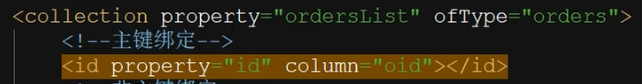 <collection property="ordersList" ofType="orders">
<!--主键绑定-->
<id property="id" column="oid"></id>